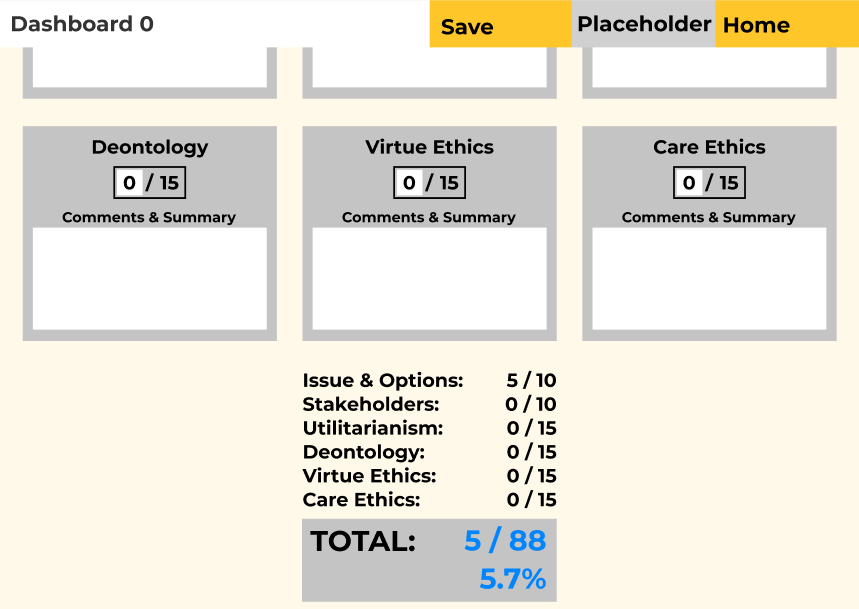 Dashboard 0 Save Placeholder Home
Deontology Virtue Ethics Care Ethics
0 / 15 0 / 15 0 / 15
Comments & Summary Comments & Summary Comments & Summary
Issue & Options: 5 / 10
Stakeholders: 0 / 10
Utilitarianism: 0 / 15
Deontology: 0 / 15
Virtue Ethics: 0 / 15
Care Ethics: 0 / 15
TOTAL: 5 / 88
5.7%